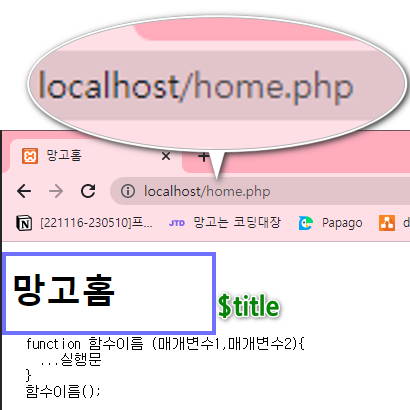 localhost/home.php
망고홈
localhost/home.php
[221116-230510]프...
JTD 망고는 코딩대장
Papago
d
망고홈
$title
function 함수이름 (매개변수1,매개변수2){
...실행문
}
함수이름();